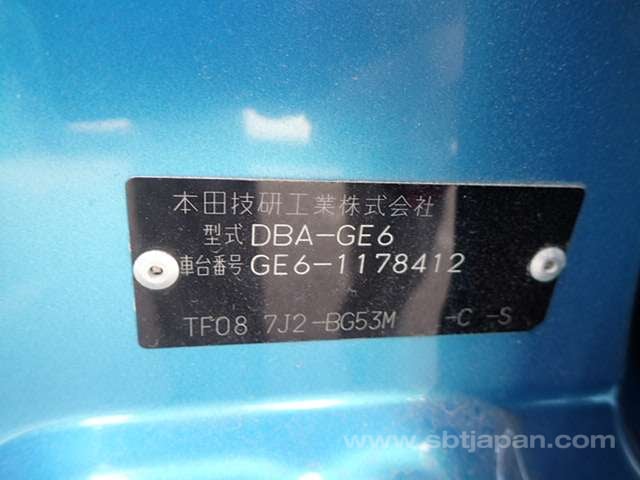 本田技研工業株式会社
型式 DBA-GE6
車台番号 GE6-1178412
TF08 7J2-BG53M -C -S
www.sbtjapan.com